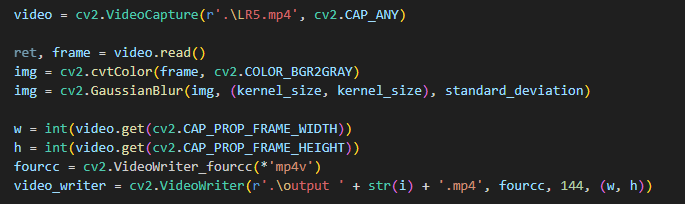 video = cv2.VideoCapture(r'.\LR5.mp4', cv2.CAP_ANY)
ret, frame = video.read()
img = cv2.cvtColor(frame, cv2.COLOR_BGR2GRAY)
img = cv2.GaussianBlur(img, (kernel_size, kernel_size), standard_deviation)
w = int(video.get(cv2.CAP_PROP_FRAME_WIDTH))
h = int(video.get(cv2.CAP_PROP_FRAME_HEIGHT))
fourcc = cv2.VideoWriter_fourcc(*'mp4v')
video_writer = cv2.VideoWriter(r'.\output ' + str(i) + '.mp4', fourcc, 144, (w, h))